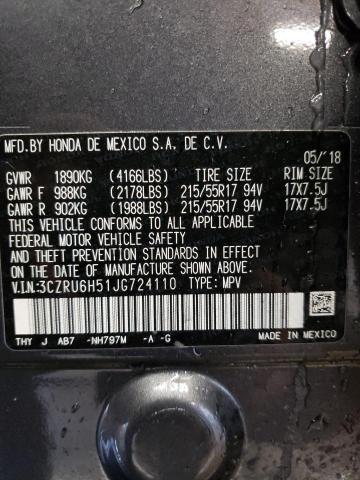 MFD.BY HONDA DE MEXICO S.A. DE C.V.
05/'18
GVWR 1890KG (4166LBS) TIRE SIZE RIM SIZE
GAWR F 988KG (2178LBS) 215/55R17 94V 17X7.5J
GAWR R 902KG (1988LBS) 215/55R17 94V 17X7.5J
THIS VEHICLE CONFORMS TO ALL APPLICABLE
FEDERAL MOTOR VEHICLE SAFETY AND
THEFT PREVENTION STANDARDS IN EFFECT ON
THE DATE OF MANUFACTURE SHOWN ABOVE.
V.I.N:3CZRU6H51JG724110 TYPE: MPV
THY J AB7 -NH797M -A -G MADE IN MEXICO